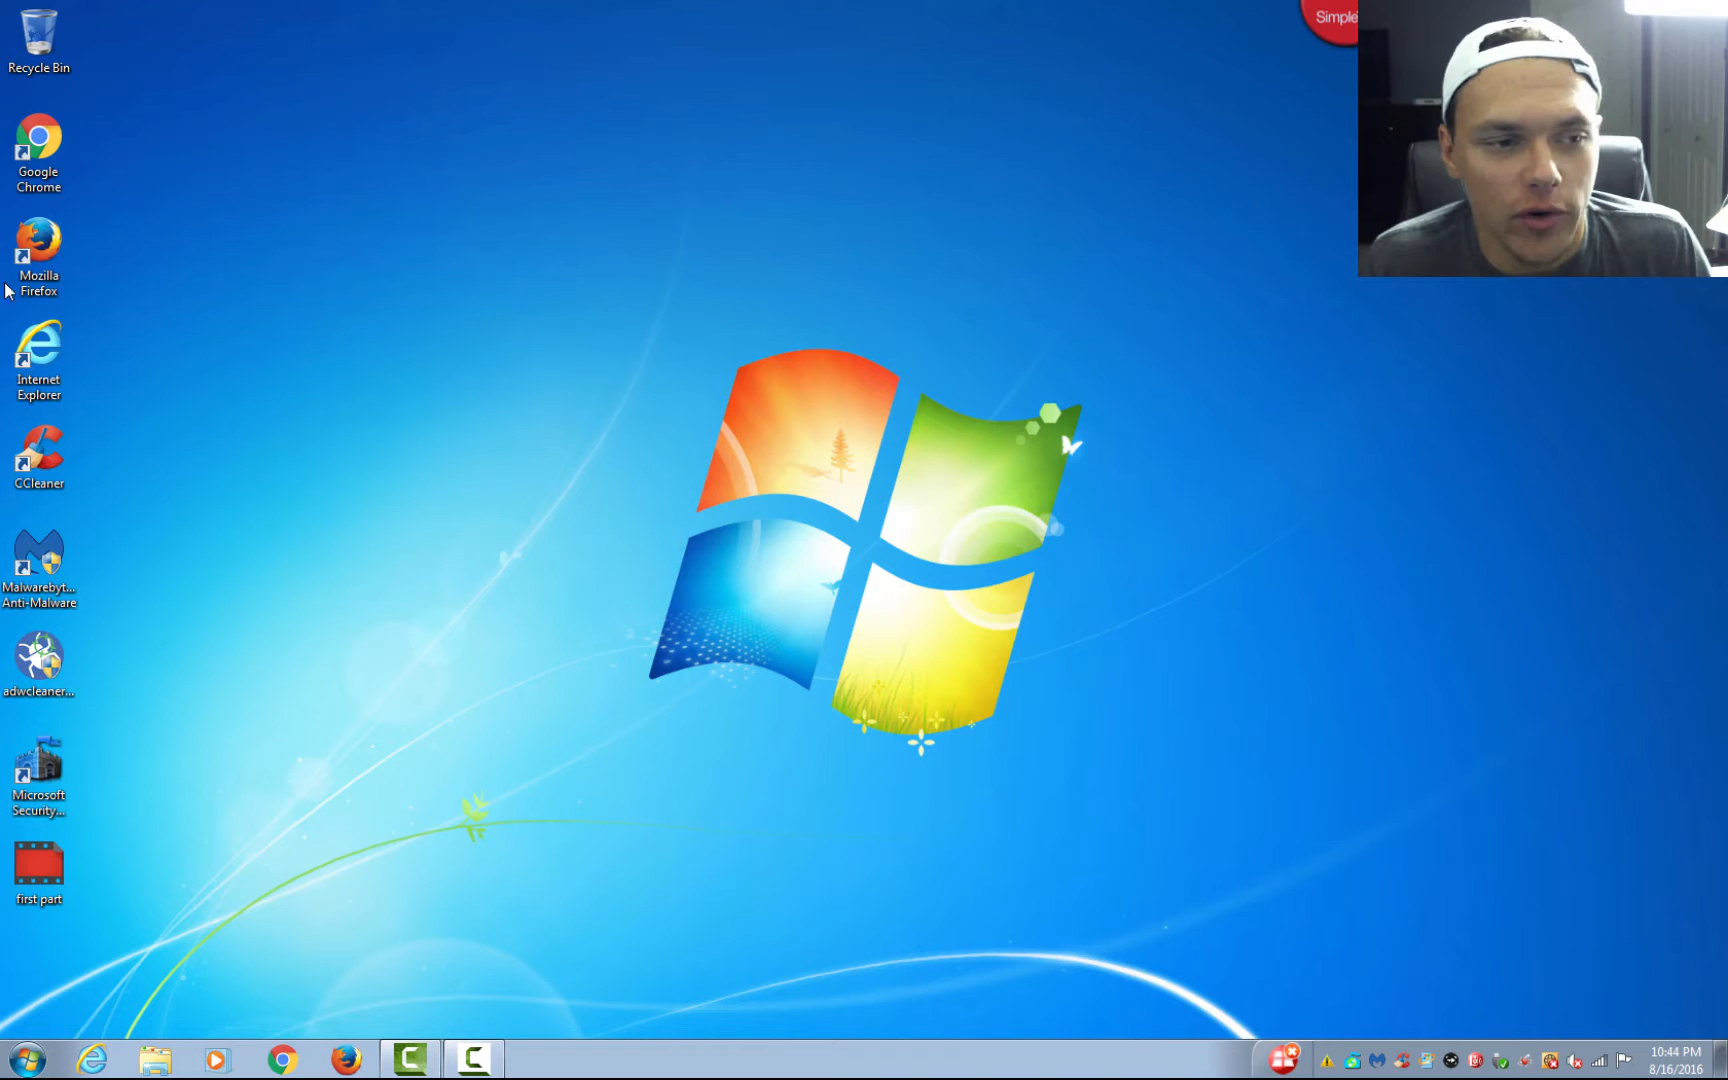 Recycle Bin
Google
Chrome
Mozilla
Firefox
Internet
Explorer
CCleaner
Malwarebyt...
Anti-Malware
adwcleaner...
Microsoft
Security...
first part
Simple
10:44 PM
8/16/2016